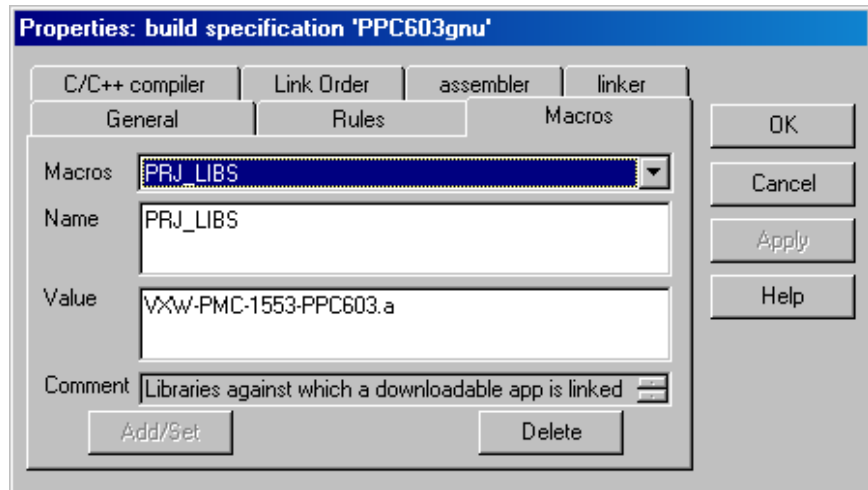 Properties: build specification 'PPC603gnu'
C/C++ compiler
Link Order
assembler
linker
General
Rules
Macros
OK
Macros
PRJ_LIBS
Cancel
Name
PRJ_LIBS
Apply
Value
VXW-PMC-1553-PPC603.a
Help
Comment
Libraries against which a downloadable app is linked
Add/Set
Delete